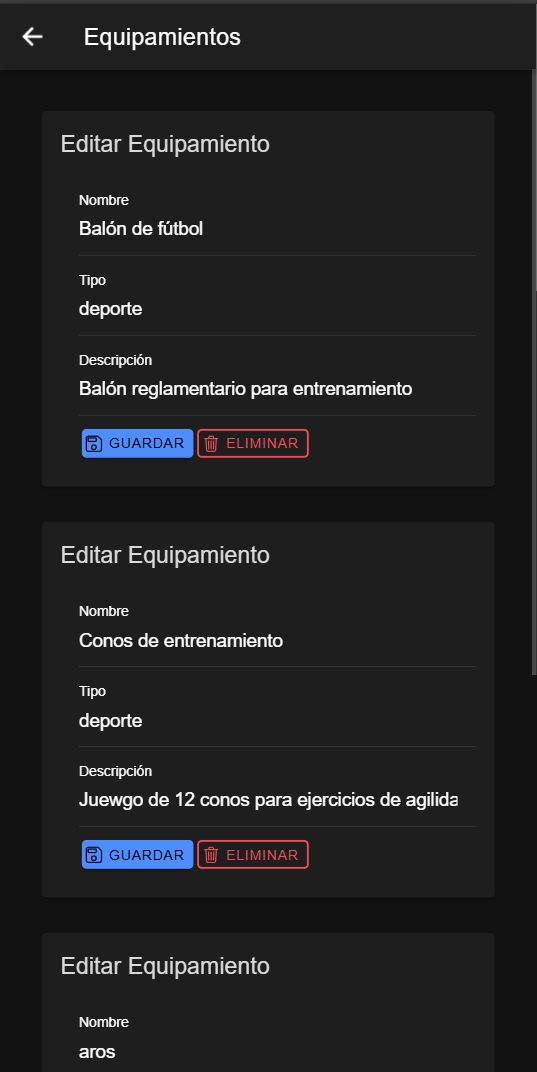 Equipamientos
Editar Equipamiento
Nombre
Balón de fútbol
Tipo
deporte
Descripción
Balón reglamentario para entrenamiento
GUARDAR ELIMINAR
Editar Equipamiento
Nombre
Conos de entrenamiento
Tipo
deporte
Descripción
Juewgo de 12 conos para ejercicios de agilida
GUARDAR ELIMINAR
Editar Equipamiento
Nombre
aros